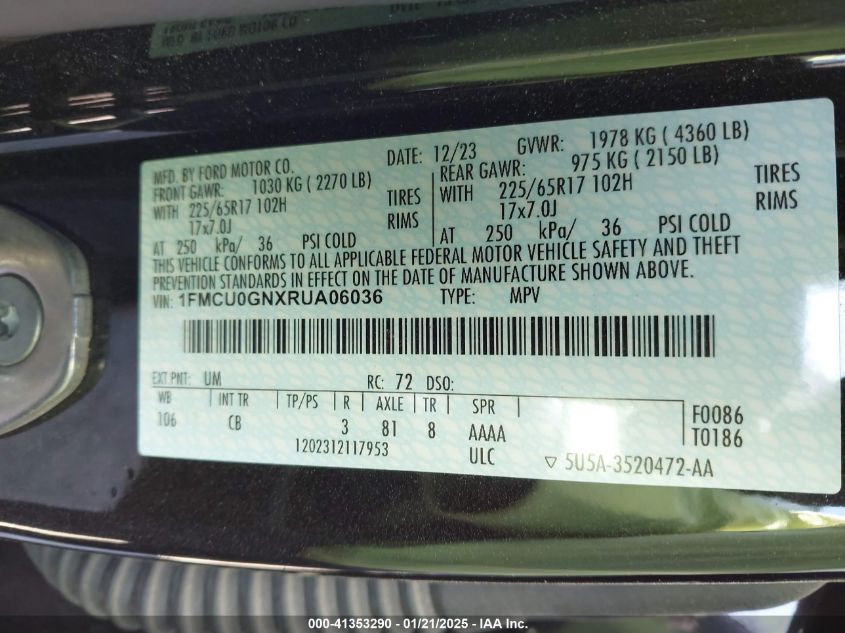 MFD. BY FORD MOTOR CO.
DATE: 12/23 GVWR: 1978 KG ( 4360 LB)
FRONT GAWR: 1030 KG ( 2270 LB)
REAR GAWR: 975 KG ( 2150 LB)
WITH 225/65R17 102H TIRES
WITH 225/65R17 102H TIRES
17x7.0J RIMS
17x7.0J RIMS
AT 250 kPa/ 36 PSI COLD
AT 250 kPa/ 36 PSI COLD
THIS VEHICLE CONFORMS TO ALL APPLICABLE FEDERAL MOTOR VEHICLE SAFETY AND THEFT
PREVENTION STANDARDS IN EFFECT ON THE DATE OF MANUFACTURE SHOWN ABOVE.
VIN: 1FMCU0GNXRUA06036 TYPE: MPV
EXT PNT: UM RC: 72 DSO:
WB INT TR TP/PS R AXLE TR SPR
106 CB 3 81 8 AAAA
F0086
T0186
1202312117953 ULC
▽ 5U5A-3520472-AA
000-41353290 - 01/21/2025 - IAA Inc.